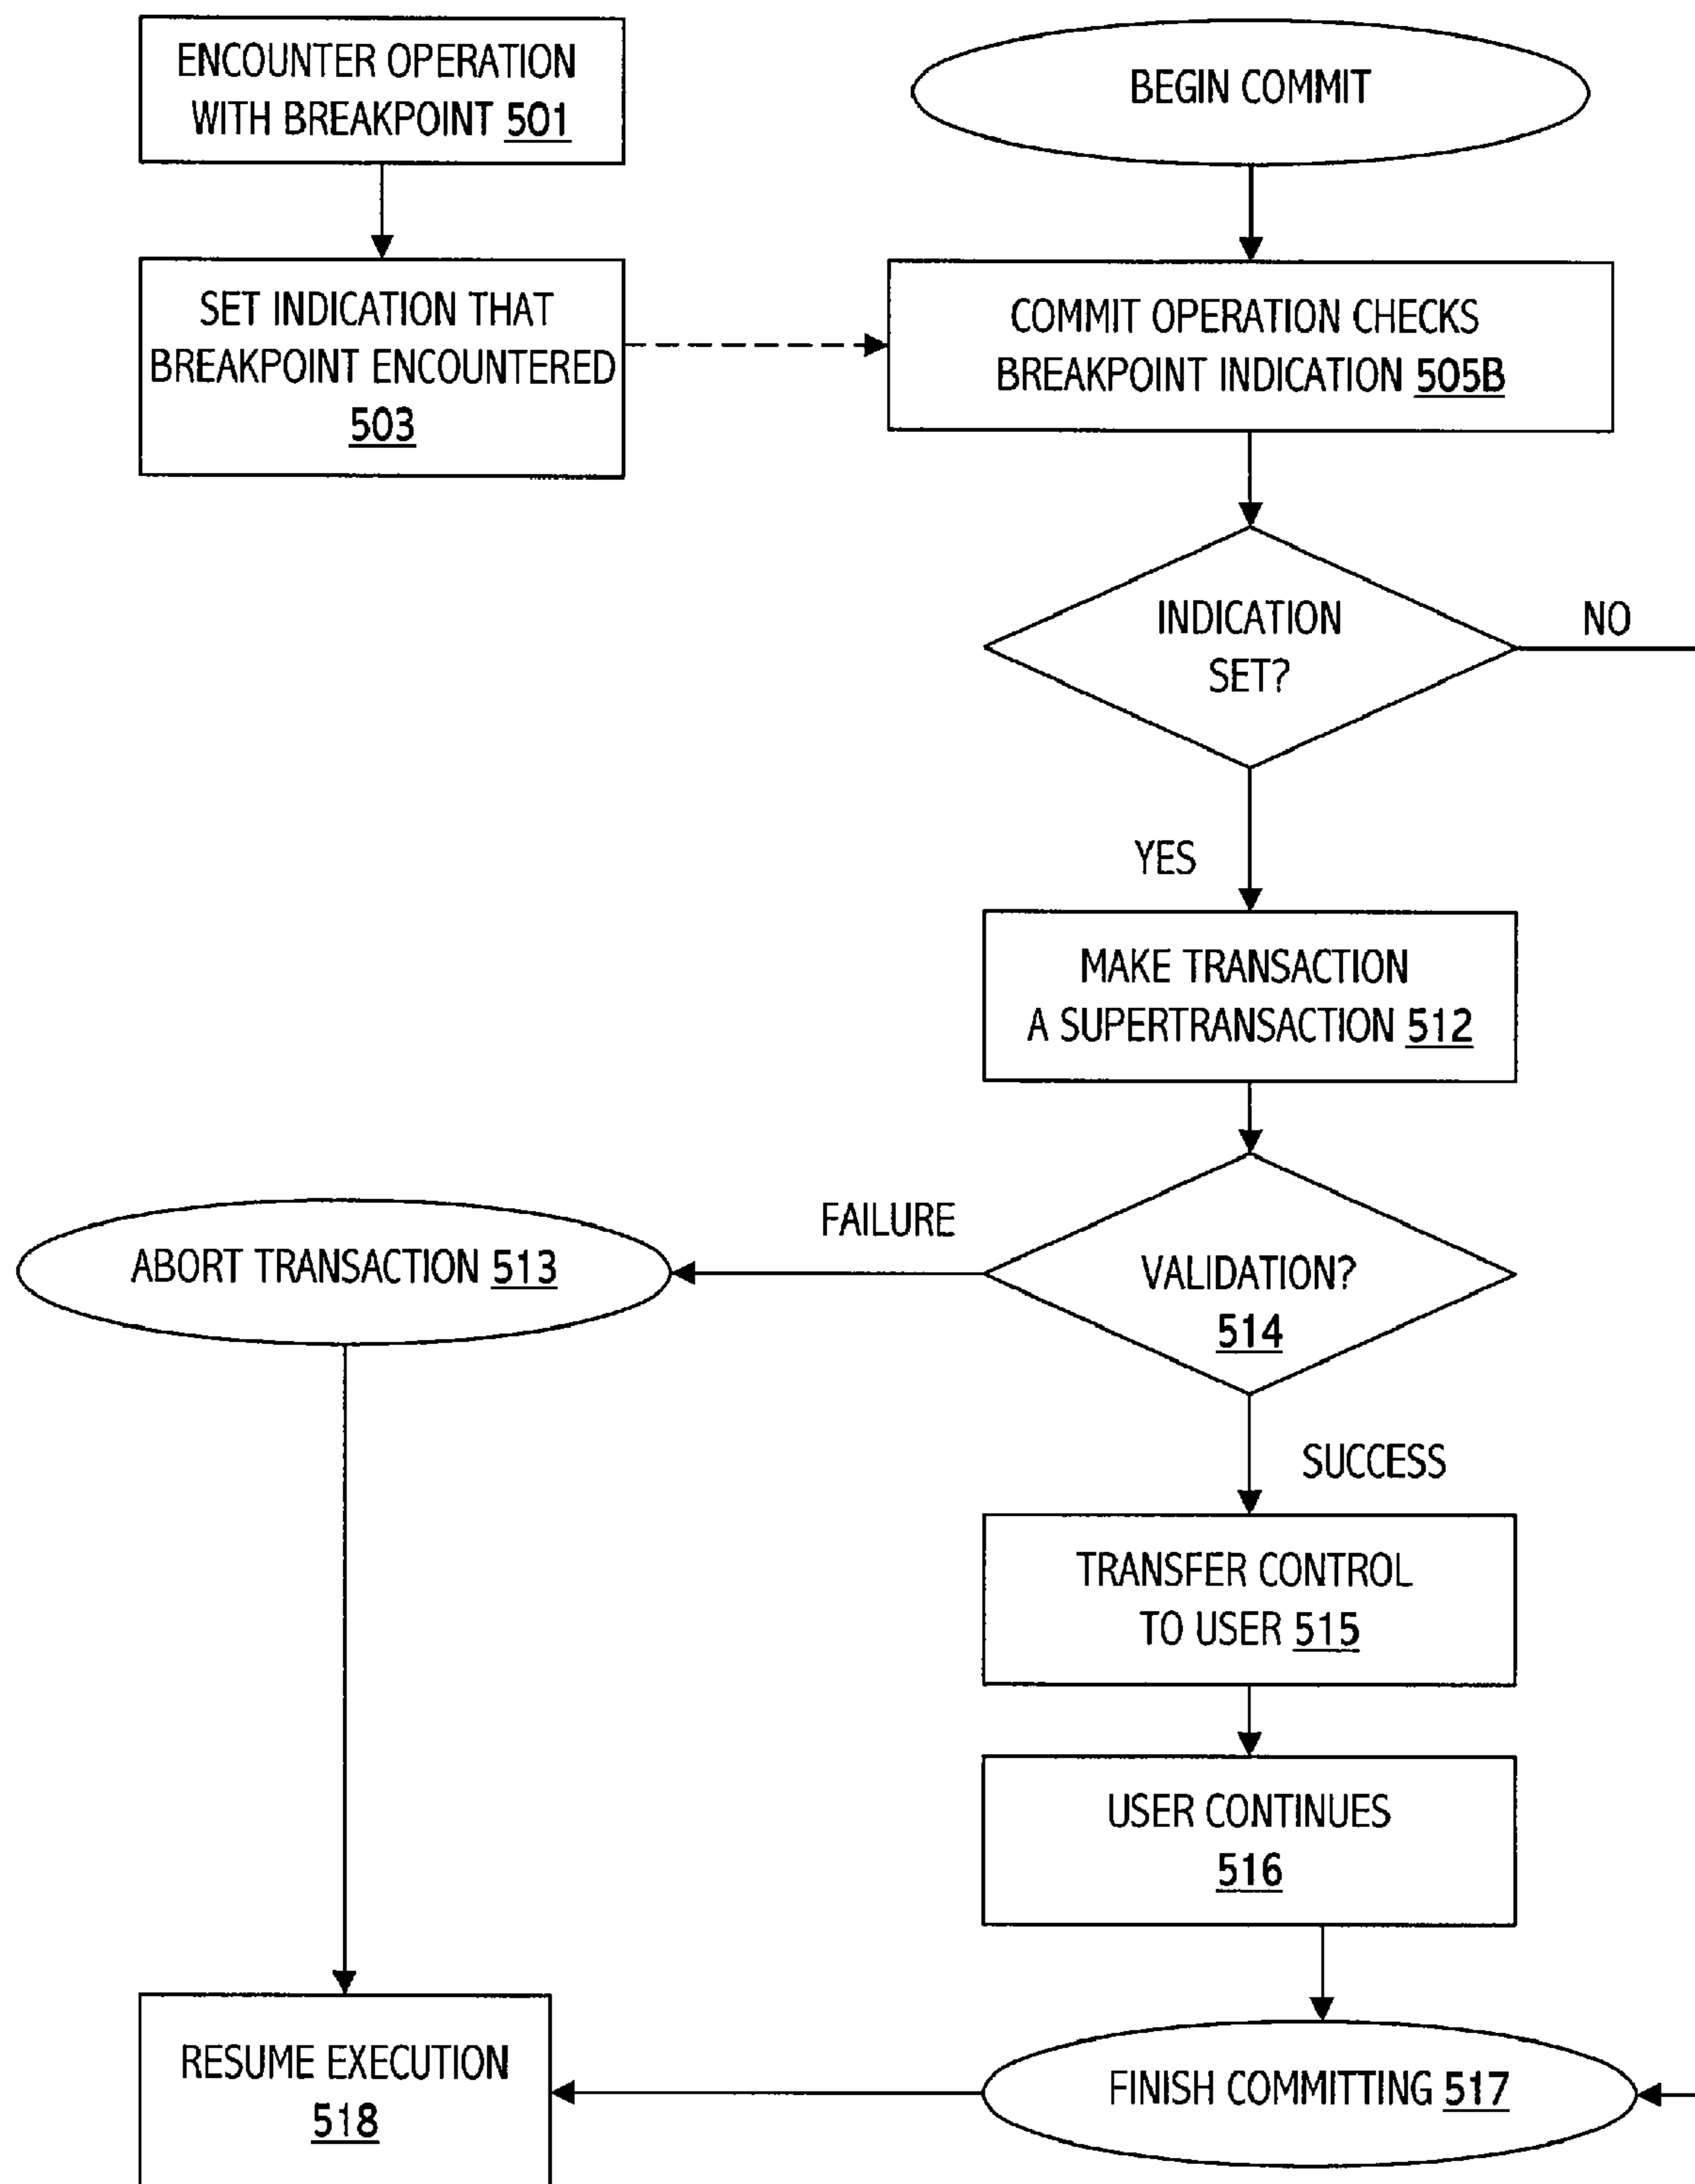 ENCOUNTER OPERATION
WITH BREAKPOINT 501
BEGIN COMMIT
SET INDICATION THAT
BREAKPOINT ENCOUNTERED
503
COMMIT OPERATION CHECKS
BREAKPOINT INDICATION 505B
INDICATION
SET?
NO
YES
MAKE TRANSACTION
A SUPERTRANSACTION 512
FAILURE
ABORT TRANSACTION 513
VALIDATION?
514
SUCCESS
TRANSFER CONTROL
TO USER 515
USER CONTINUES
516
RESUME EXECUTION
518
FINISH COMMITTING 517